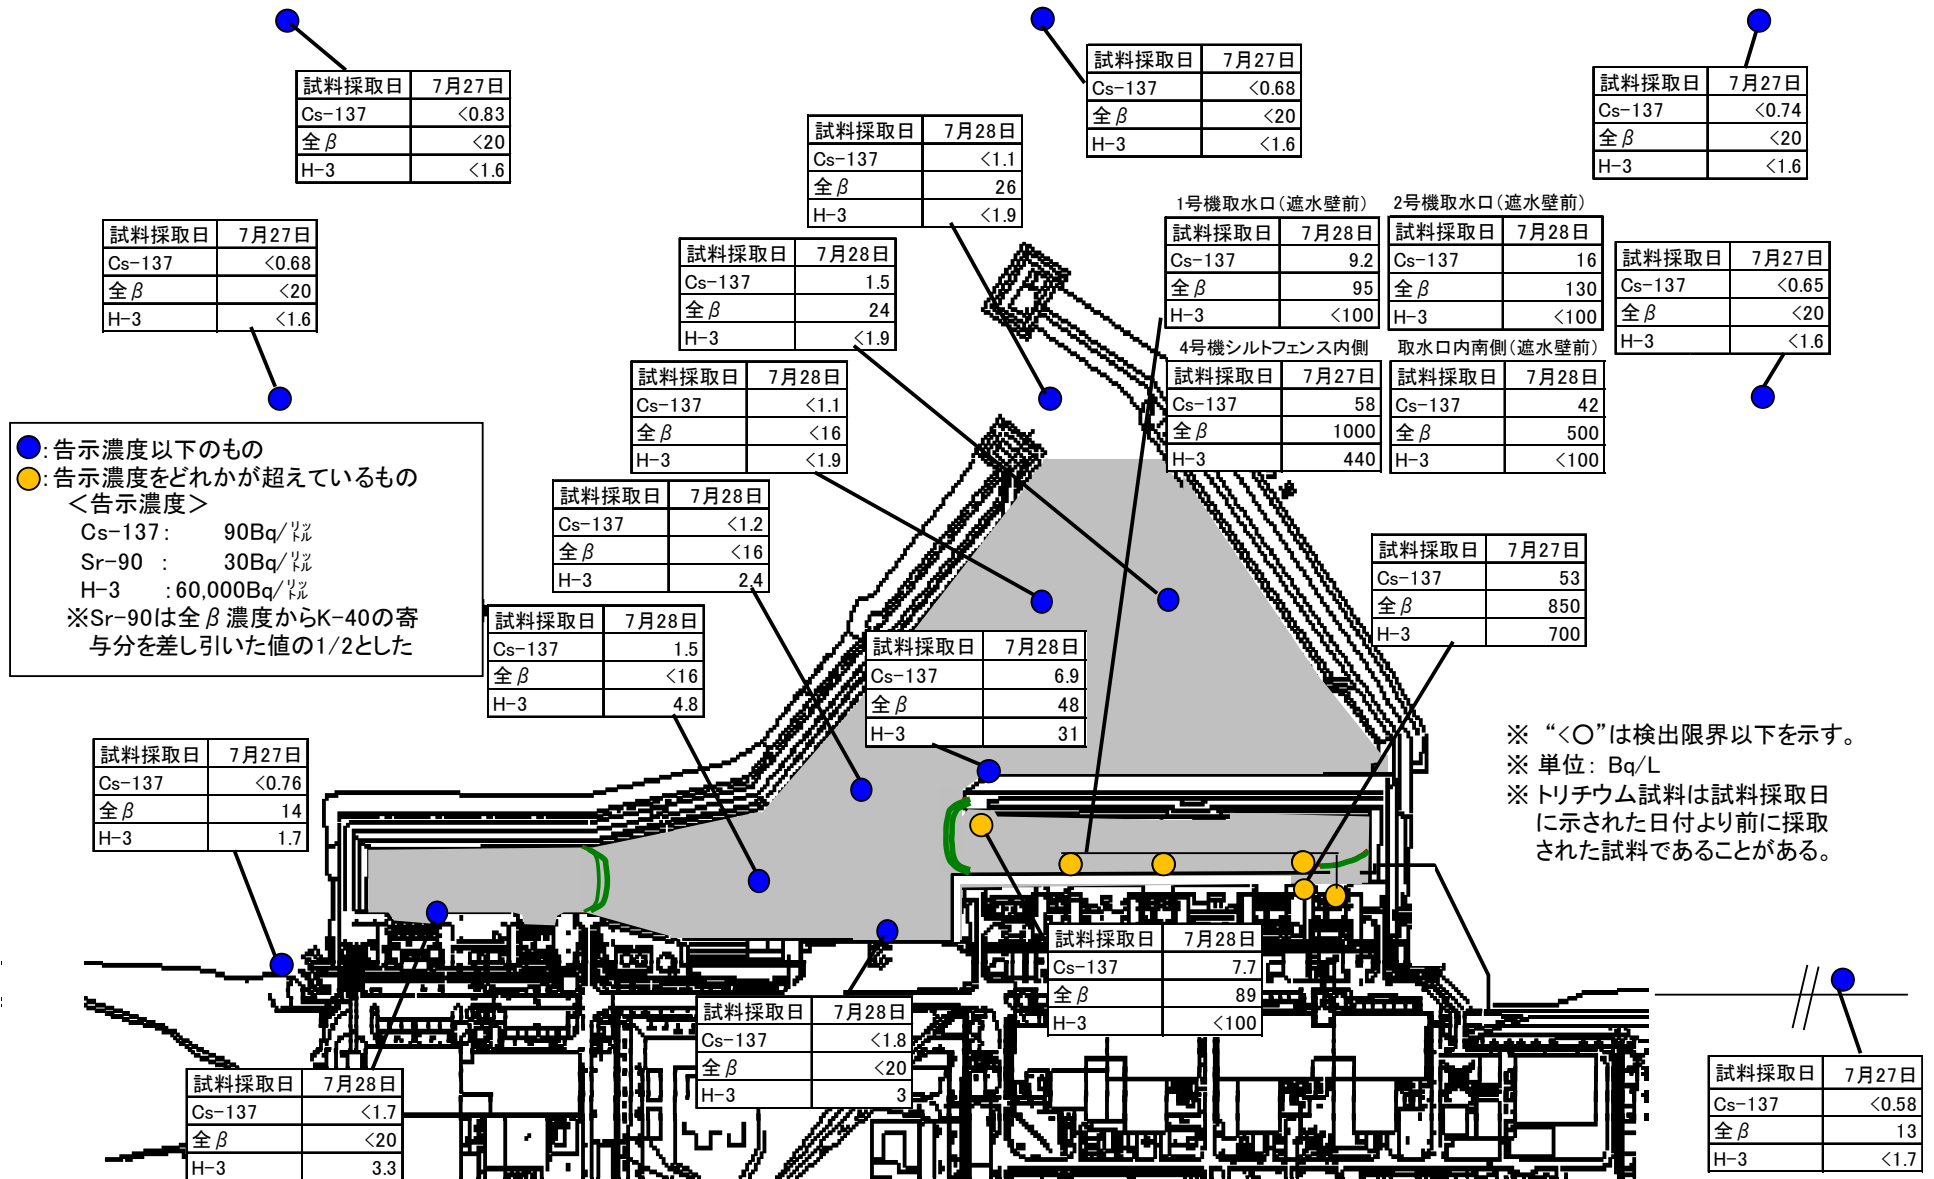 試料採取日 7月27日
Cs-137 <0.83
全β <20
H-3 <1.6
試料採取日 7月27日
Cs-137 <0.68
全β <20
H-3 <1.6
試料採取日 7月27日
Cs-137 <0.74
全β <20
H-3 <1.6
試料採取日 7月28日
Cs-137 <1.1
全β 26
H-3 <1.9
試料採取日 7月27日
Cs-137 <0.68
全β <20
H-3 <1.6
試料採取日 7月28日
Cs-137 1.5
全β 24
H-3 <1.9
1号機取水口(遮水壁前)
試料採取日 7月28日
Cs-137 9.2
全β 95
H-3 <100
2号機取水口(遮水壁前)
試料採取日 7月28日
Cs-137 16
全β 130
H-3 <100
試料採取日 7月27日
Cs-137 <0.65
全β <20
H-3 <1.6
4号機シルトフェンス内側
試料採取日 7月27日
Cs-137 58
全β 1000
H-3 440
取水口内南側(遮水壁前)
試料採取日 7月28日
Cs-137 42
全β 500
H-3 <100
試料採取日 7月28日
Cs-137 <1.1
全β <16
H-3 <1.9
:告示濃度以下のもの
:告示濃度をどれかが超えているもの
<告示濃度>
Cs-137: 90Bq/㍑
Sr-90 : 30Bq/㍑
H-3 :60,000Bq/㍑
※Sr-90は全β濃度からK-40の寄
与分を差し引いた値の1/2とした
試料採取日 7月28日
Cs-137 <1.2
全β <16
H-3 2.4
試料採取日 7月27日
Cs-137 53
全β 850
H-3 700
試料採取日 7月28日
Cs-137 1.5
全β <16
H-3 4.8
試料採取日 7月28日
Cs-137 6.9
全β 48
H-3 31
※ “<○”は検出限界以下を示す。
※ 単位: Bq/L
※ トリチウム試料は試料採取日
に示された日付より前に採取
された試料であることがある。
試料採取日 7月27日
Cs-137 <0.76
全β 14
H-3 1.7
試料採取日 7月28日
Cs-137 7.7
全β 89
H-3 <100
試料採取日 7月28日
Cs-137 <1.8
全β <20
H-3 3
試料採取日 7月28日
Cs-137 <1.7
全β <20
H-3 3.3
試料採取日 7月27日
Cs-137 <0.58
全β 13
H-3 <1.7